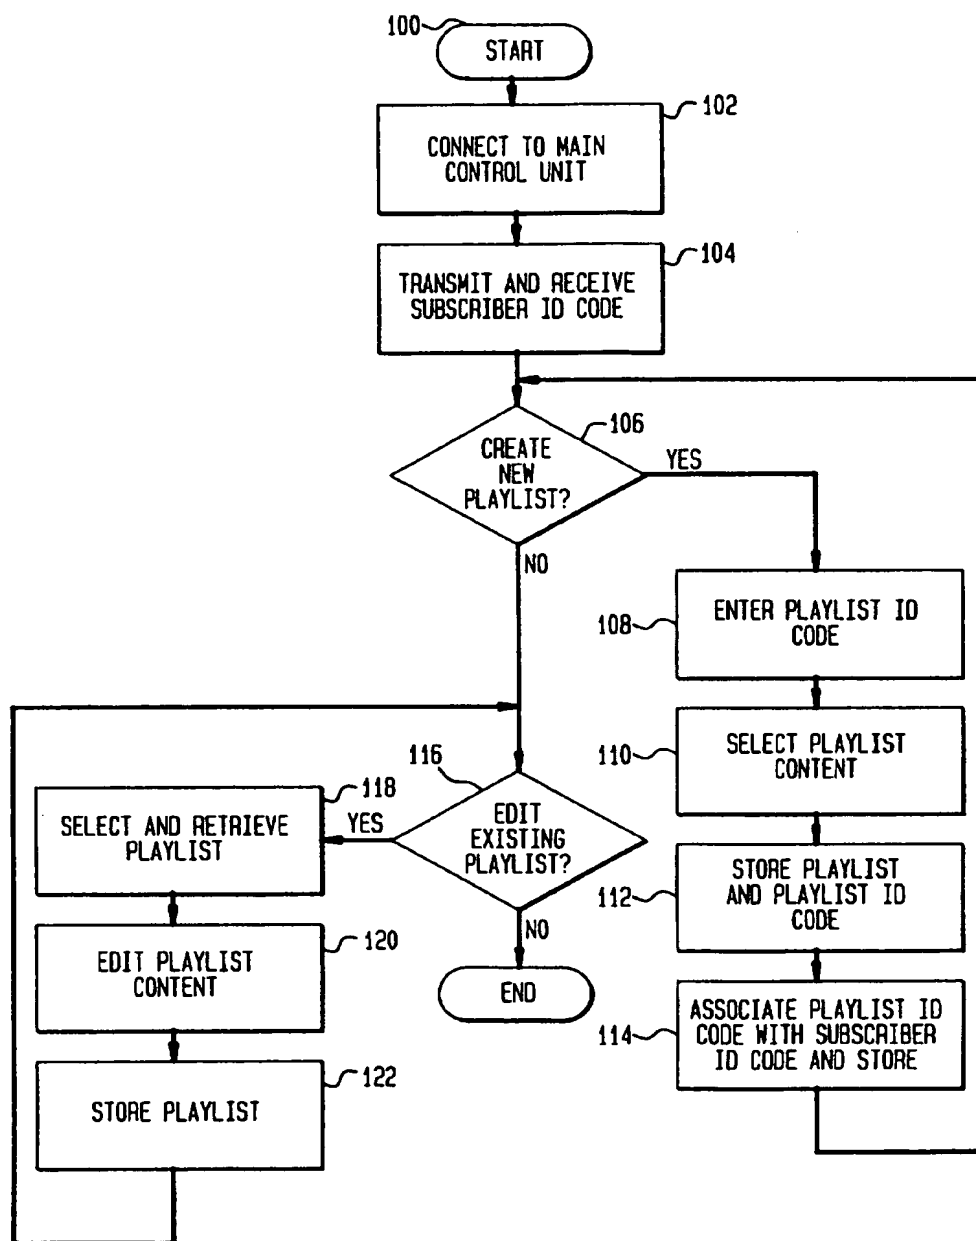 100
START
102
CONNECT TO MAIN
CONTROL UNIT
104
TRANSMIT AND RECEIVE
SUBSCRIBER ID CODE
106
CREATE
NEW
PLAYLIST?
YES
NO
108
ENTER PLAYLIST ID
CODE
110
SELECT PLAYLIST
CONTENT
112
STORE PLAYLIST
AND PLAYLIST ID
CODE
114
ASSOCIATE PLAYLIST ID
CODE WITH SUBSCRIBER
ID CODE AND STORE
116
EDIT
EXISTING
PLAYLIST?
YES
NO
END
118
SELECT AND RETRIEVE
PLAYLIST
120
EDIT PLAYLIST
CONTENT
122
STORE PLAYLIST